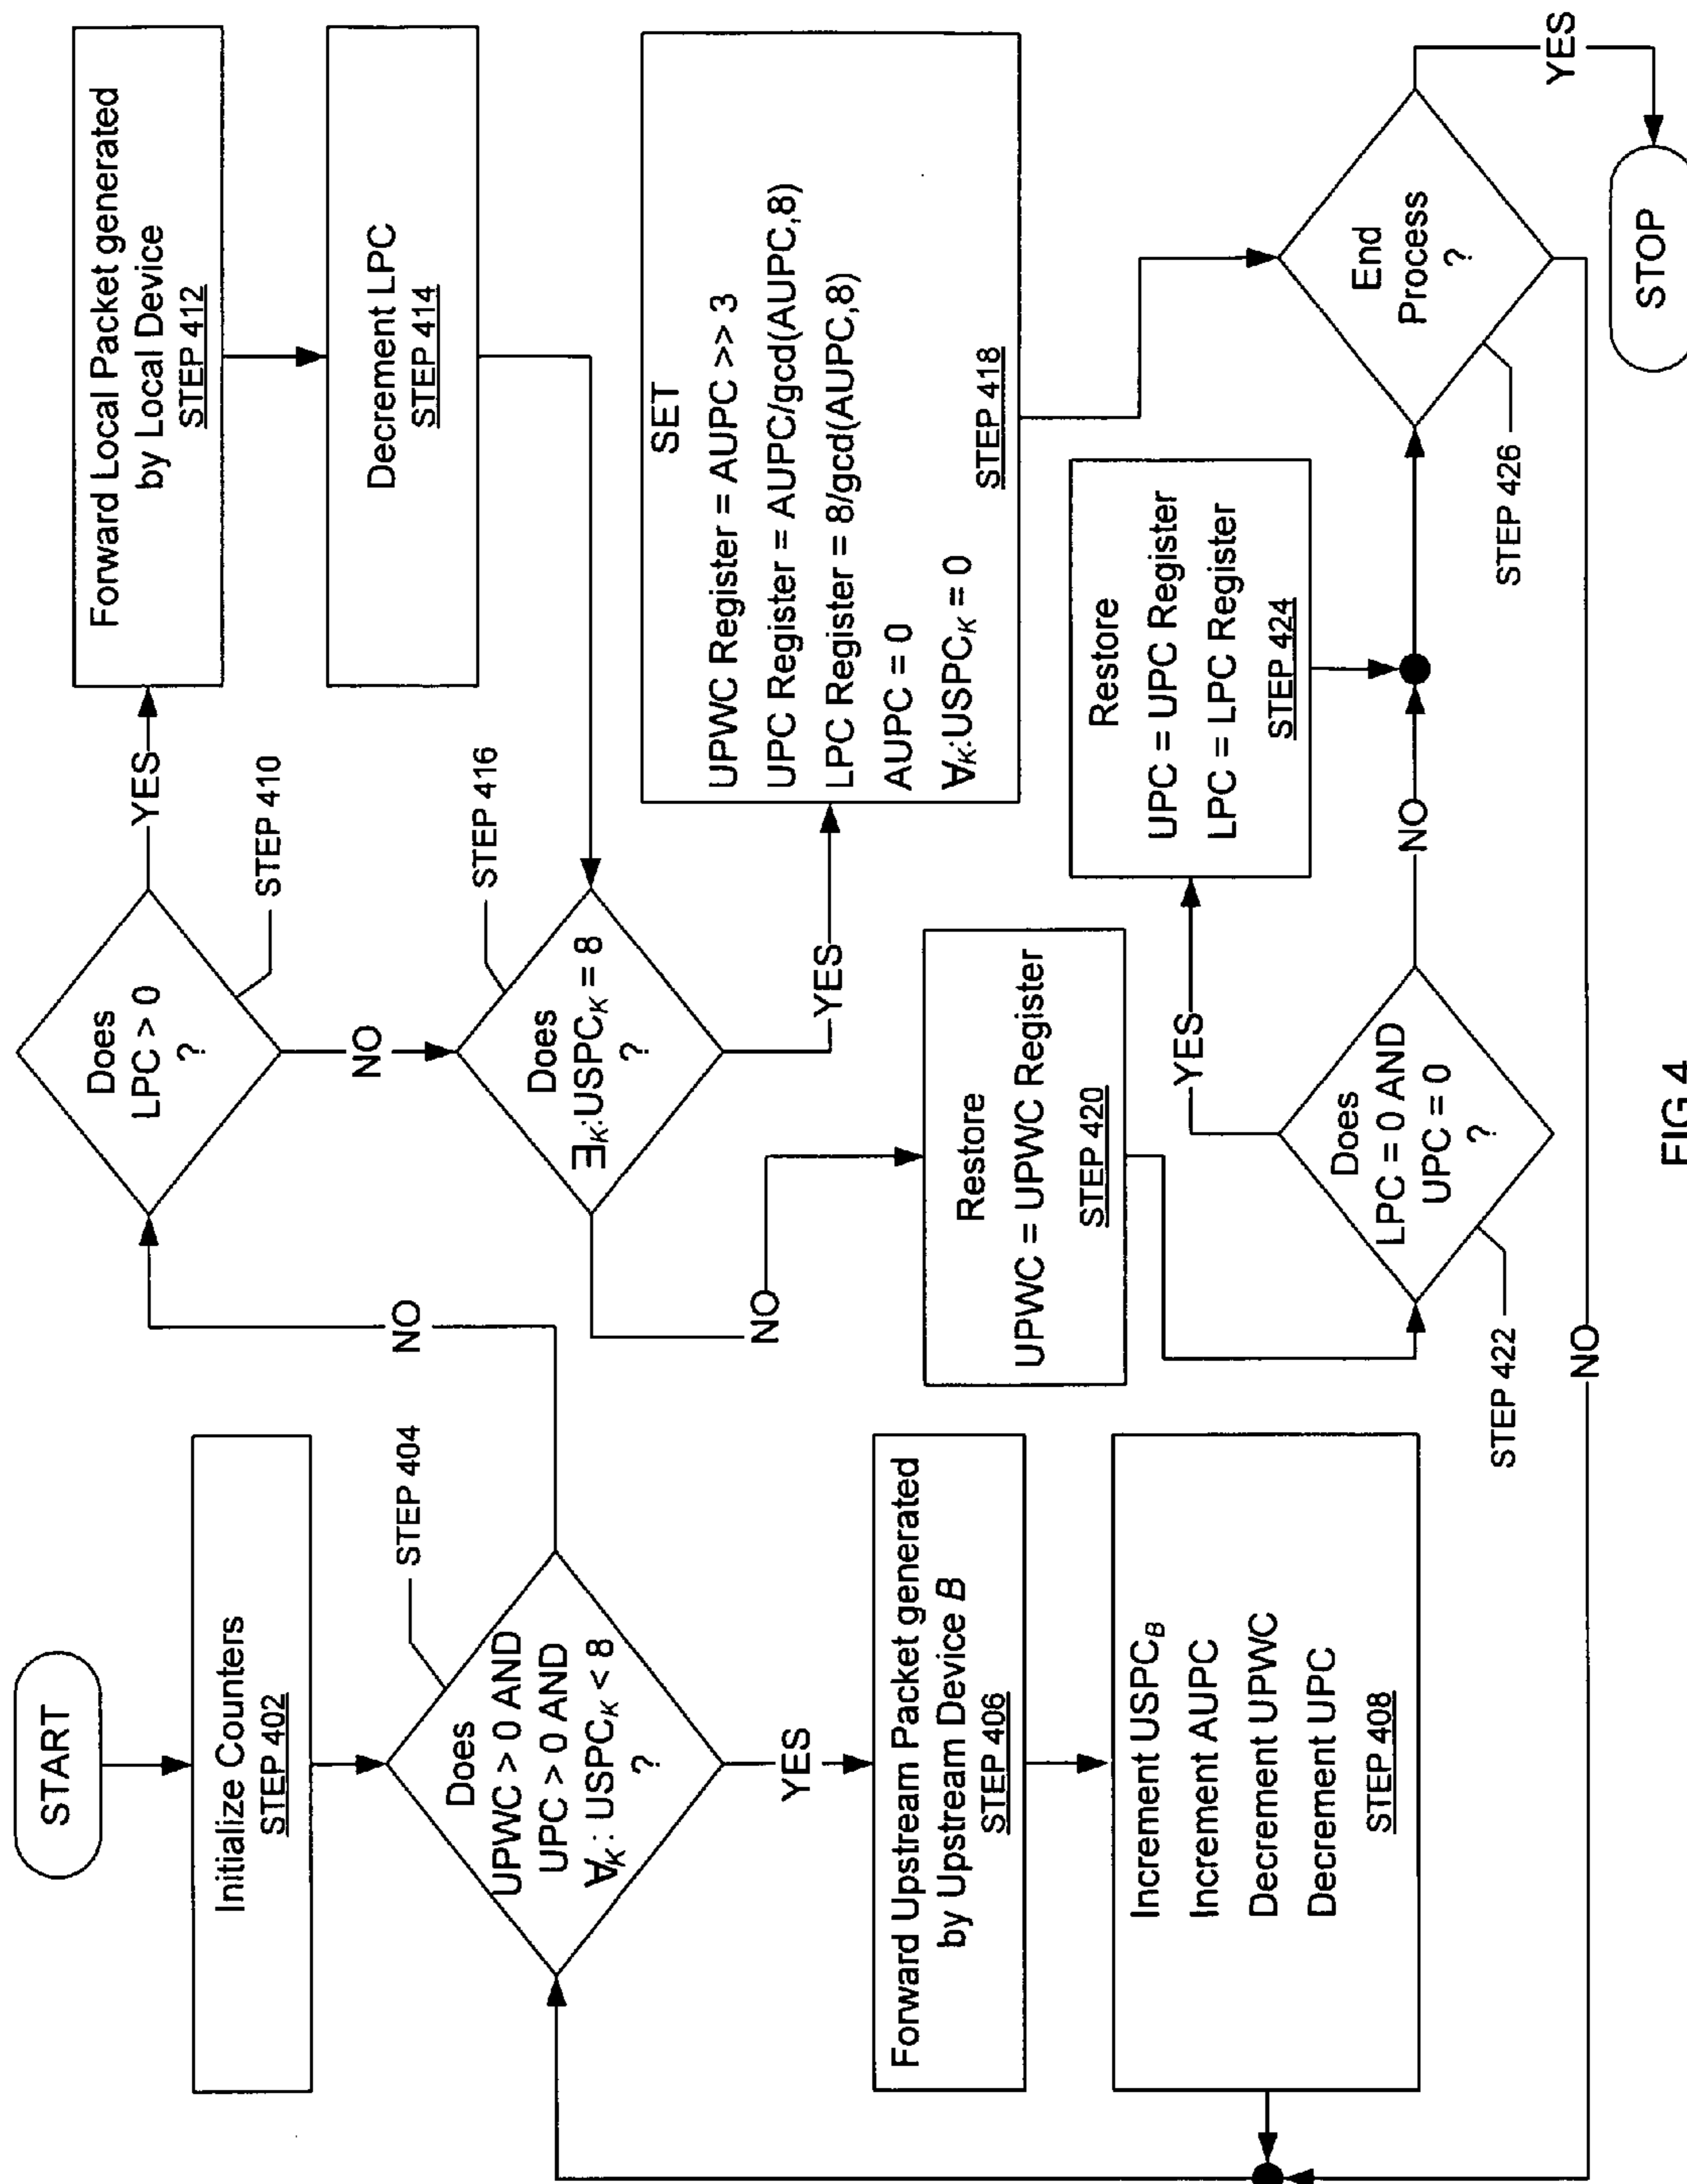 START
Initialize Counters
STEP 402
Does
UPWC > 0 AND
UPC > 0 AND
∀K : USPCK < 8
?
STEP 404
NO
YES
Forward Upstream Packet generated
by Upstream Device B
STEP 406
Increment USPCB
Increment AUPC
Decrement UPWC
Decrement UPC
STEP 408
Does
LPC > 0
?
STEP 410
YES
NO
Forward Local Packet generated
by Local Device
STEP 412
Decrement LPC
STEP 414
Does
∃K:USPCK = 8
?
STEP 416
YES
NO
SET
UPWC Register = AUPC >> 3
UPC Register = AUPC/gcd(AUPC,8)
LPC Register = 8/gcd(AUPC,8)
AUPC = 0
∀K:USPCK = 0
STEP 418
Restore
UPWC = UPWC Register
STEP 420
Does
LPC = 0 AND
UPC = 0
?
STEP 422
YES
NO
Restore
UPC = UPC Register
LPC = LPC Register
STEP 424
End
Process
?
STEP 426
YES
NO
STOP
FIG 4